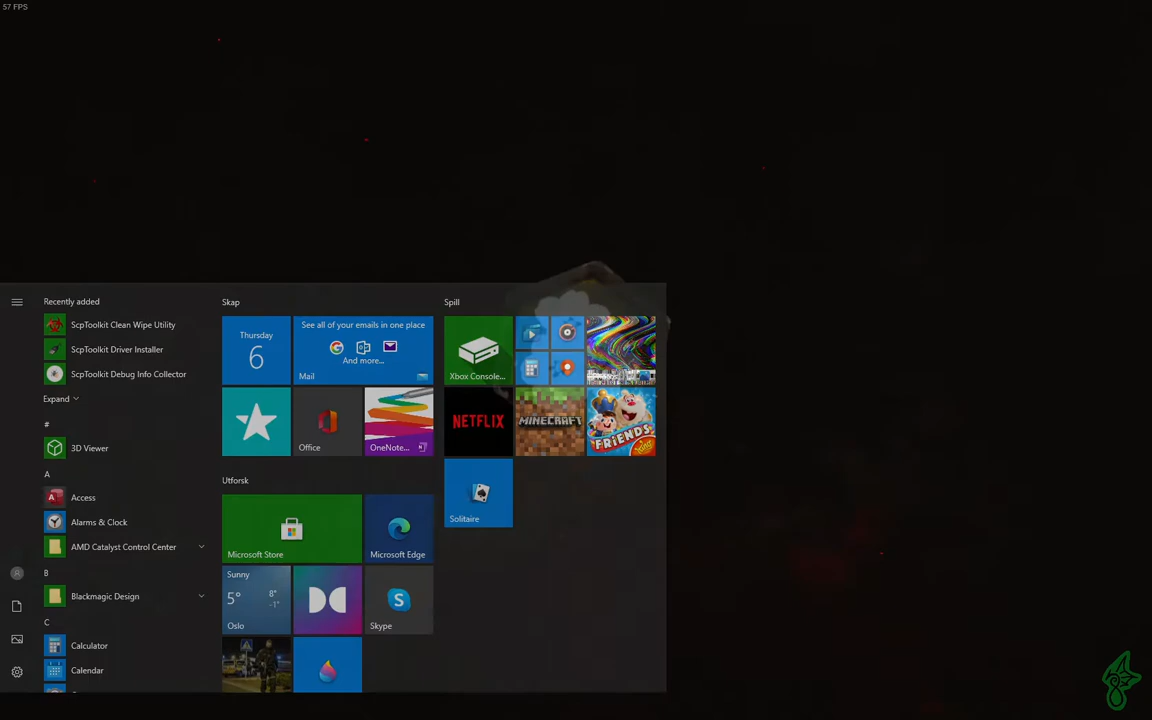 57 FPS
Recently added
ScpToolkit Clean Wipe Utility
ScpToolkit Driver Installer
ScpToolkit Debug Info Collector
Expand
#
3D Viewer
A
Access
Alarms & Clock
AMD Catalyst Control Center
B
Blackmagic Design
C
Calculator
Calendar
Skap
Thursday
6
See all of your emails in one place
And more...
Mail
Office
OneNote...
Utforsk
Microsoft Store
Microsoft Edge
Sunny
5°
8°
-1°
Oslo
Skype
Spill
Xbox Console...
NETFLIX
MINECRAFT
FRIENDS
Solitaire